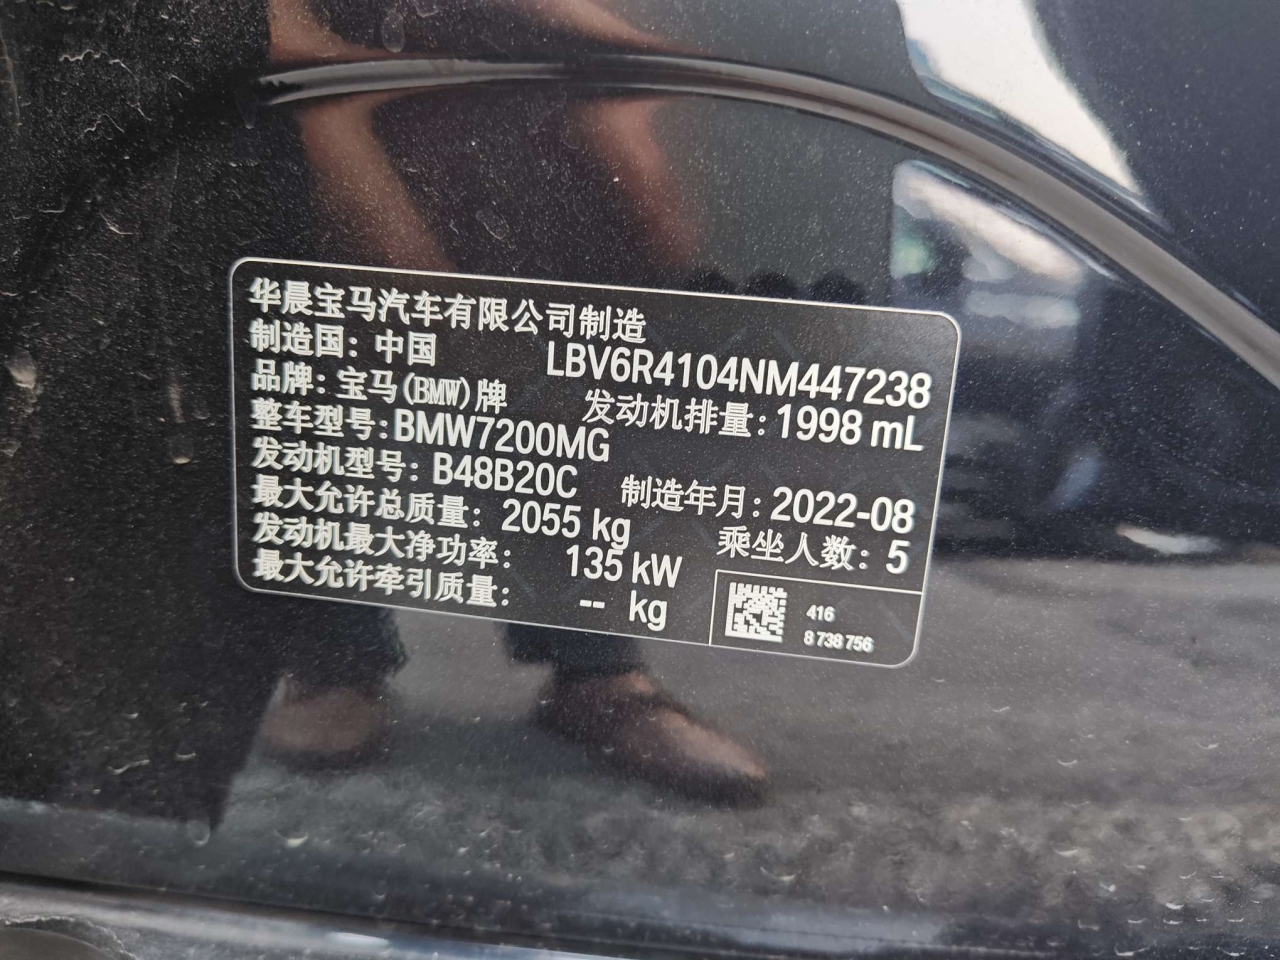 华晨宝马汽车有限公司制造
制造国：中国 LBV6R4104NM447238
品牌：宝马(BMW)牌 发动机排量：1998 mL
整车型号：BMW7200MG
发动机型号：B48B20C 制造年月：2022-08
最大允许总质量：2055 kg 乘坐人数：5
发动机最大净功率：135 kW
最大允许牵引质量：-- kg
416
8 738 756